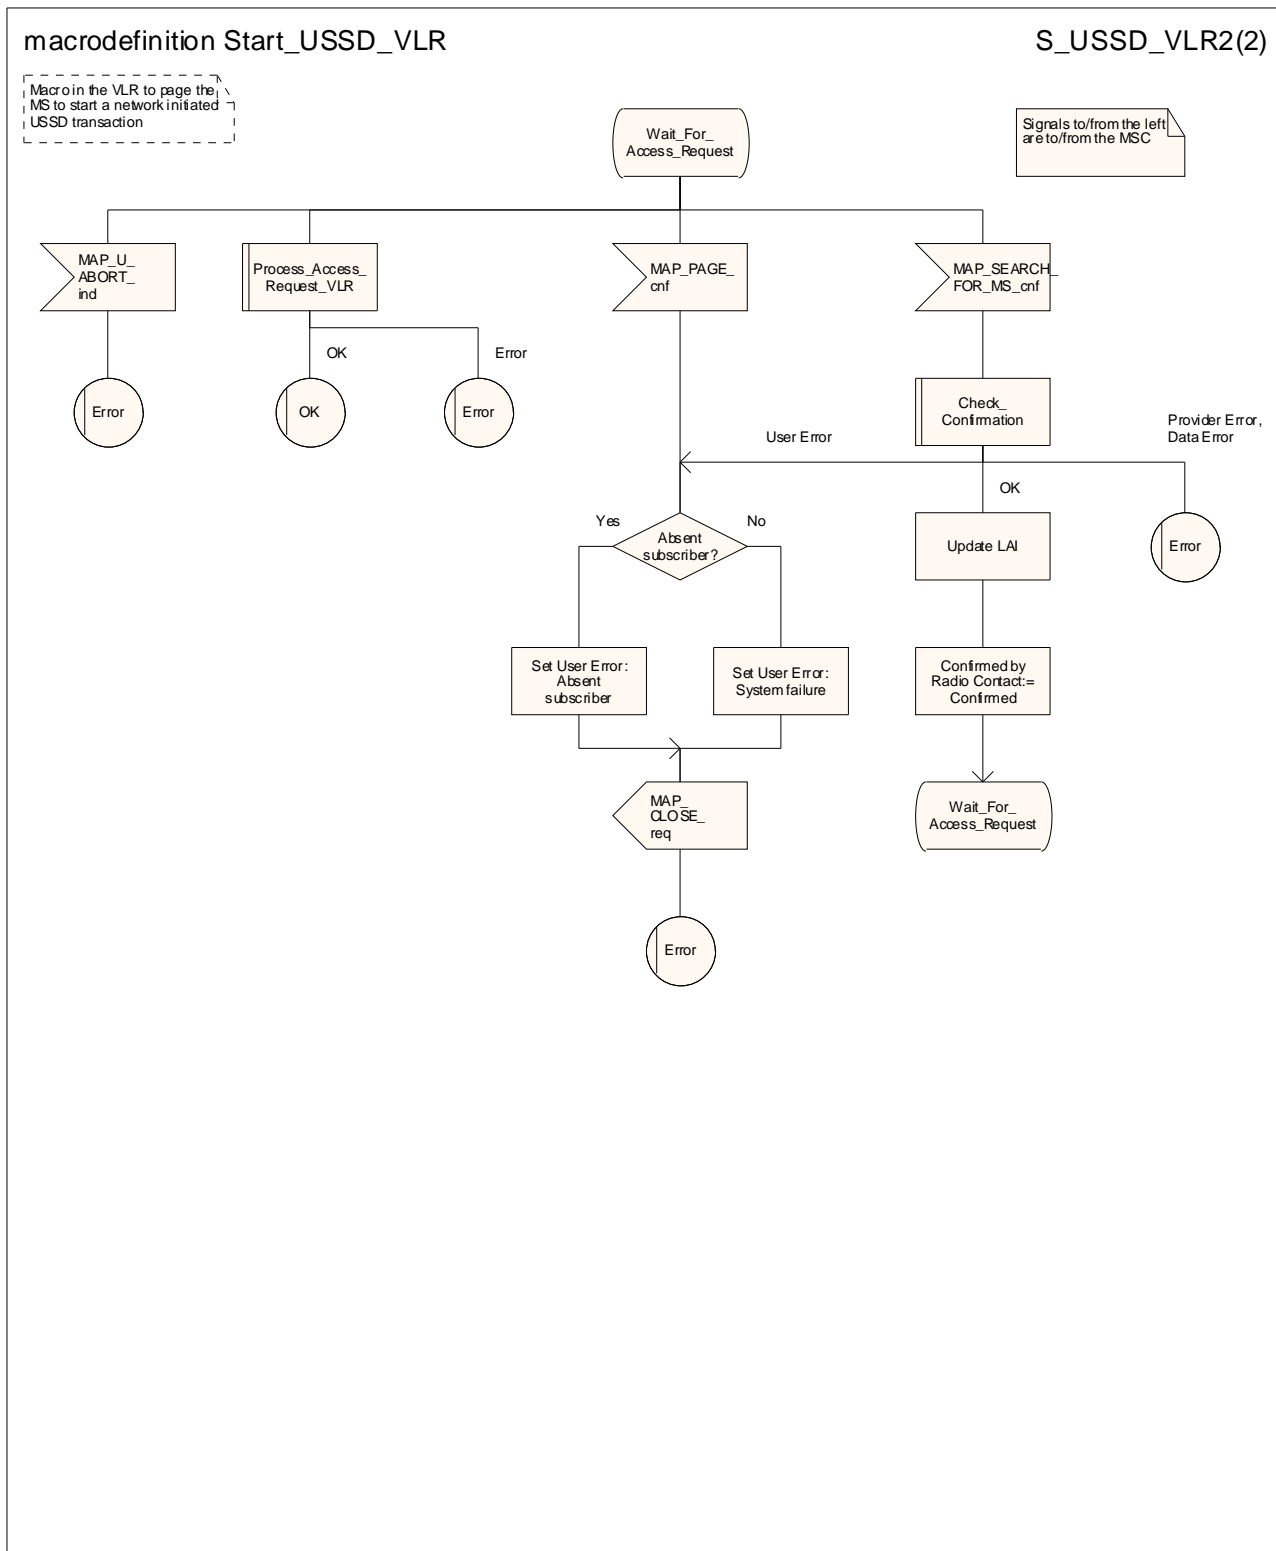 macrodefinition Start_USSD_VLR
S_USSD_VLR2(2)
Macro in the VLR to page the
MS to start a network initiated
USSD transaction
Wait_For_
Access_Request
Signals to/from the left
are to/from the MSC
MAP_U_
ABORT_
ind
Process_Access_
Request_VLR
MAP_PAGE_
cnf
MAP_SEARCH_
FOR_MS_cnf
OK
Error
Error
OK
Error
Check_
Confirmation
User Error
Provider Error,
Data Error
OK
Yes
No
Absent
subscriber?
Update LAI
Error
Set User Error:
Absent
subscriber
Set User Error:
System failure
Confirmed by
Radio Contact:=
Confirmed
MAP_
CLOSE_
req
Wait_For_
Access_Request
Error